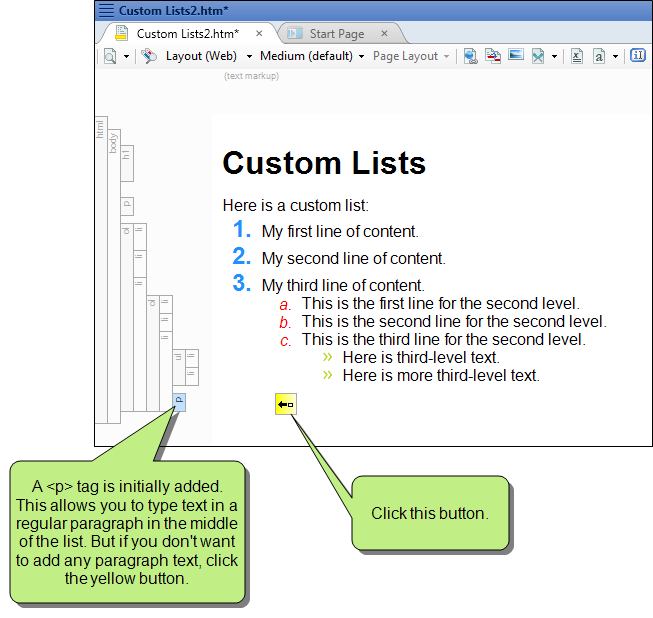 Custom Lists2.htm*
Custom Lists2.htm* × Start Page ×
Layout (Web) Medium (default) Page Layout
(text markup)
html
body
h1
p
ol
li
li
li
ol
li
li
li
ul
li
li
p
Custom Lists
Here is a custom list:
1. My first line of content.
2. My second line of content.
3. My third line of content.
a. This is the first line for the second level.
b. This is the second line for the second level.
c. This is the third line for the second level.
» Here is third-level text.
» Here is more third-level text.
A <p> tag is initially added.
This allows you to type text in a
regular paragraph in the middle
of the list. But if you don't want
to add any paragraph text, click
the yellow button.
Click this button.